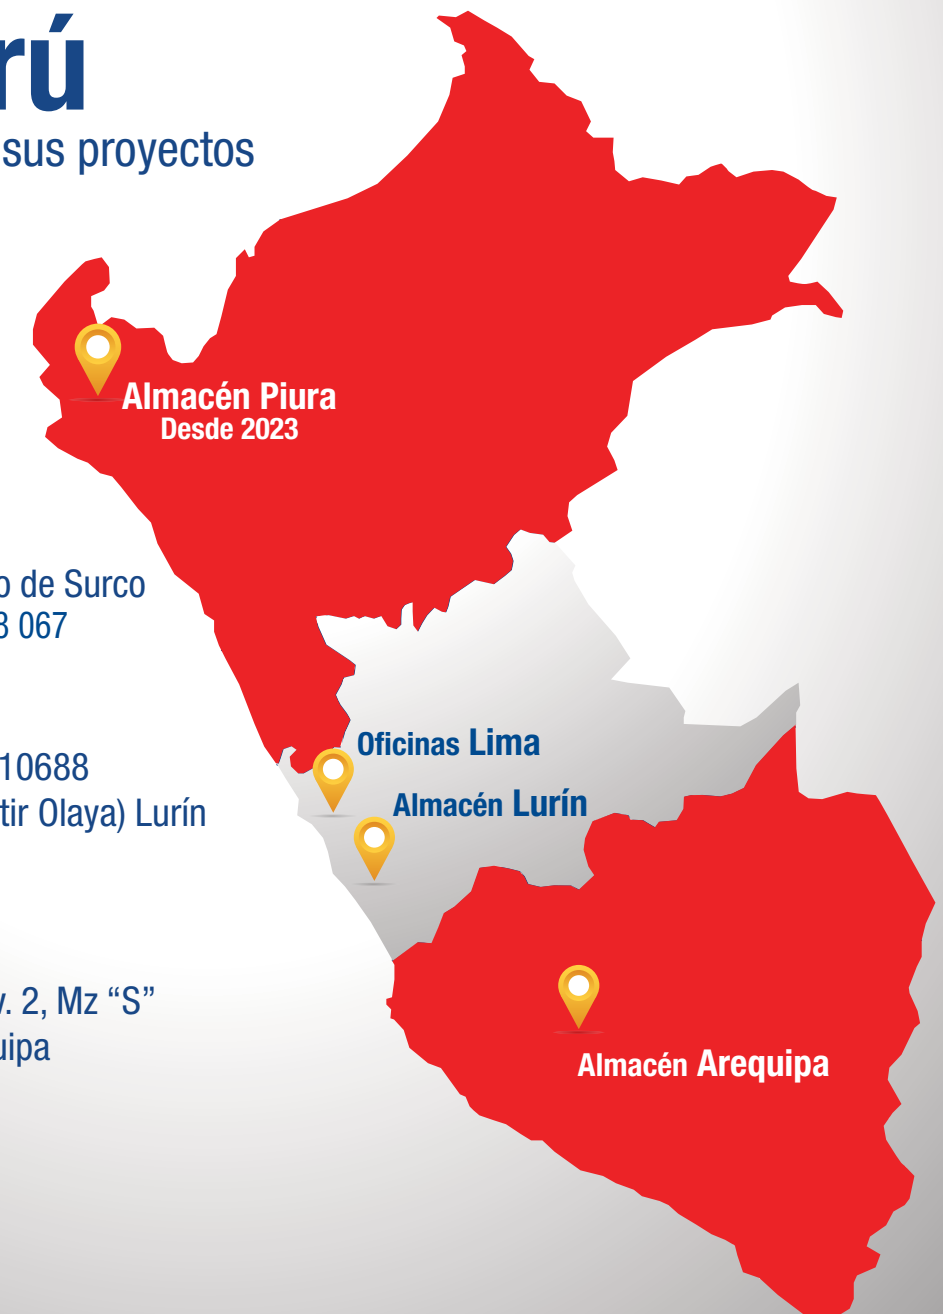 rú
sus proyectos
Almacén Piura
Desde 2023
o de Surco
067
Oficinas Lima
10688
Almacén Lurín
tir Olaya) Lurín
. 2, Mz “S”
uipa
Almacén Arequipa